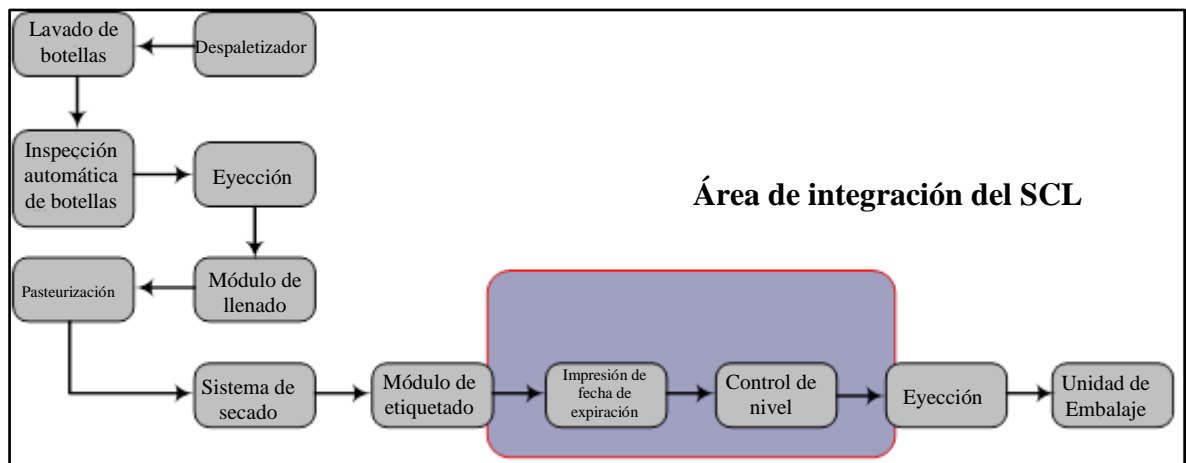 Lavado de
botellas
Despaletizador
Inspección
automática
de botellas
Eyección
Área de integración del SCL
Pasteurización
Módulo de
llenado
Sistema de
secado
Módulo de
etiquetado
Impresión de
fecha de
expiración
Control de
nivel
Eyección
Unidad de
Embalaje